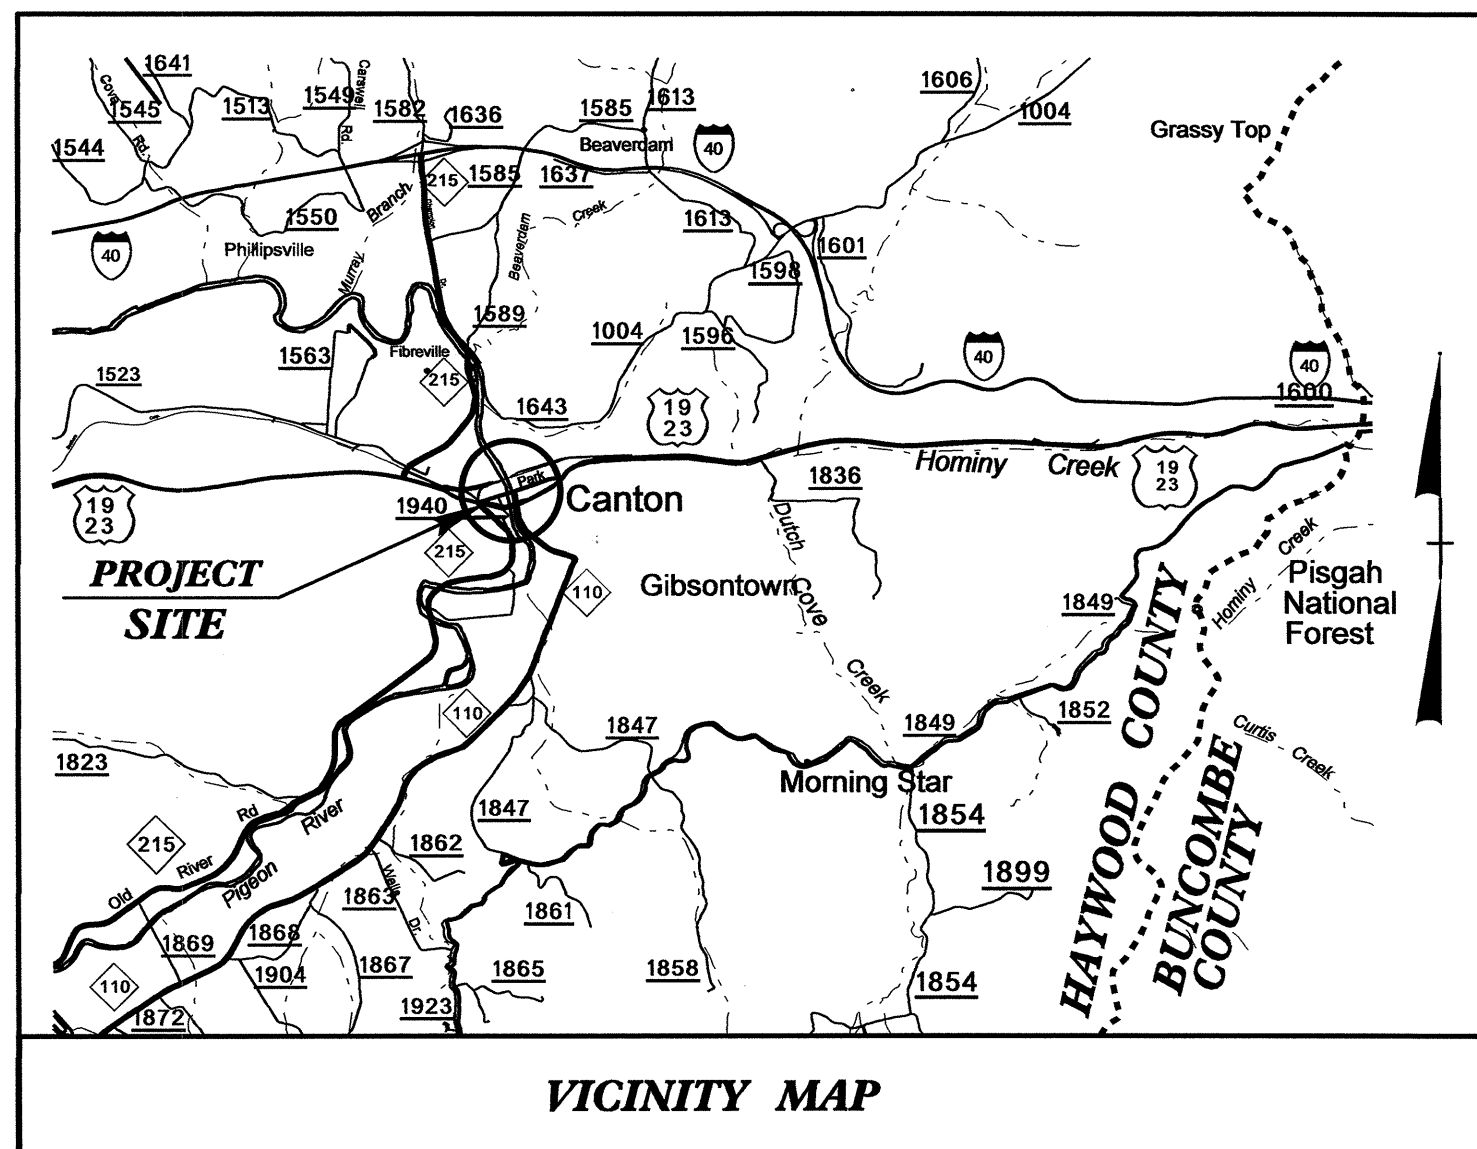 1641
Cove
Rd.
1545
1513
1549
Carswell
Rd.
1582
1636
1585
1613
1606
1004
Grassy Top
1544
Beaverdam
40
215
1585
1637
1550
Branch
Creek
1613
1601
40
Phillipsville
Murray
Beaverdam
1598
1589
1004
1596
1563
Fibreville
215
40
40
1523
1643
19
23
1600
Hominy Creek
19
23
19
23
Park
Canton
1940
1836
Dutch
Cove
Creek
215
PROJECT
SITE
Gibsontown
110
1849
Hominy
Creek
Pisgah
National
Forest
110
1847
1849
1852
1823
Morning Star
HAYWOOD COUNTY
BUNCOMBE
COUNTY
Curtis Creek
1847
1854
Old River Rd
Pigeon River
215
1862
1863
Wells
Dr.
1899
1861
1869
1868
1904
1867
1865
1858
1854
110
1872
1923
VICINITY MAP